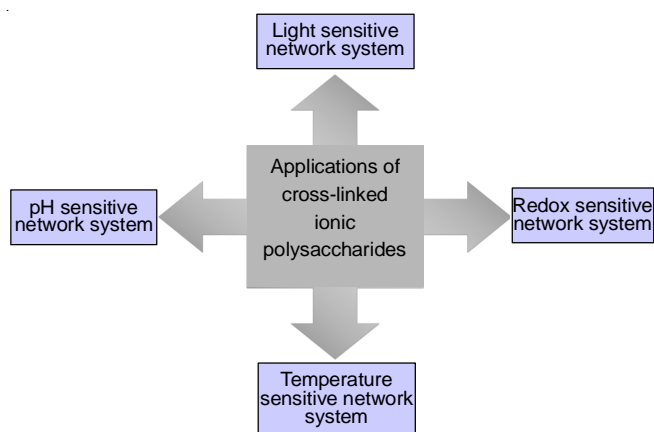 Light sensitive
network system
Applications of
cross-linked
ionic
polysaccharides
pH sensitive
network system
Redox sensitive
network system
Temperature
sensitive network
system